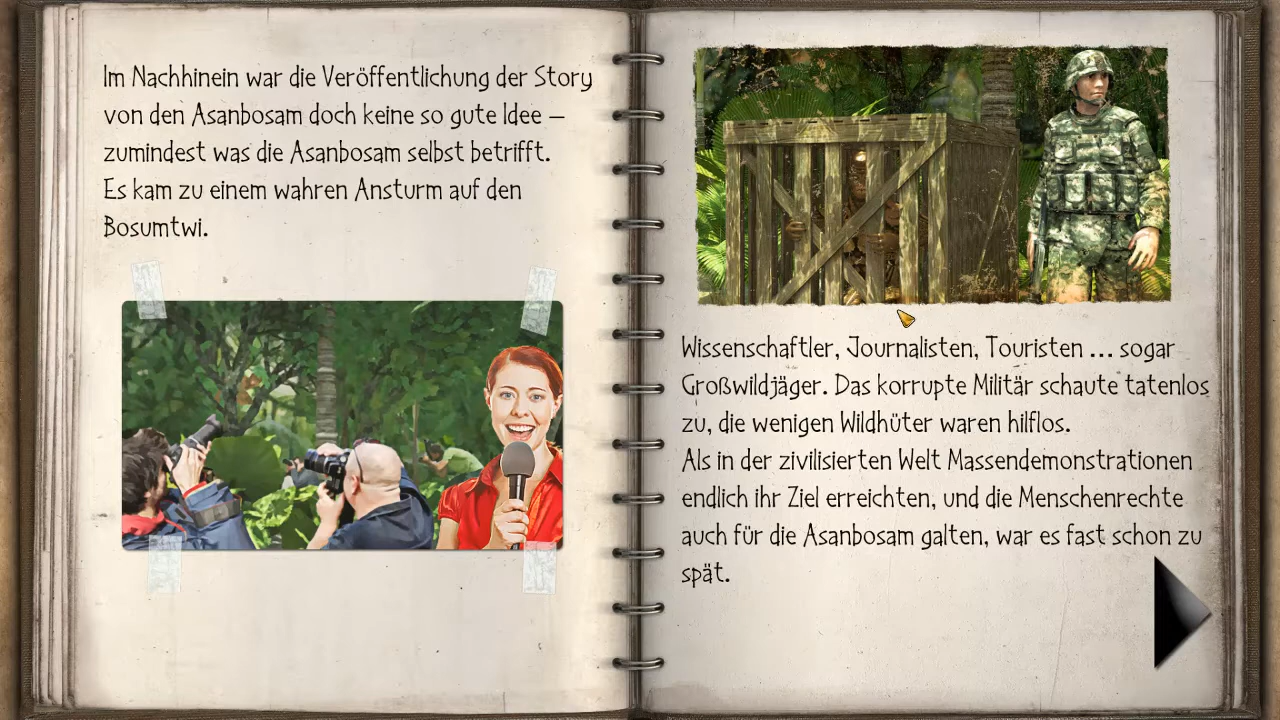 Im Nachhinein war die Veröffentlichung der Story
von den Asanbosam doch keine so gute Idee –
zumindest was die Asanbosam selbst betrifft.
Es kam zu einem wahren Ansturm auf den
Bosumtwi.
Wissenschaftler, Journalisten, Touristen ... sogar
Großwildjäger. Das korrupte Militär schaute tatenlos
zu, die wenigen Wildhüter waren hilflos.
Als in der zivilisierten Welt Massendemonstrationen
endlich ihr Ziel erreichten, und die Menschenrechte
auch für die Asanbosam galten, war es fast schon zu
spät.